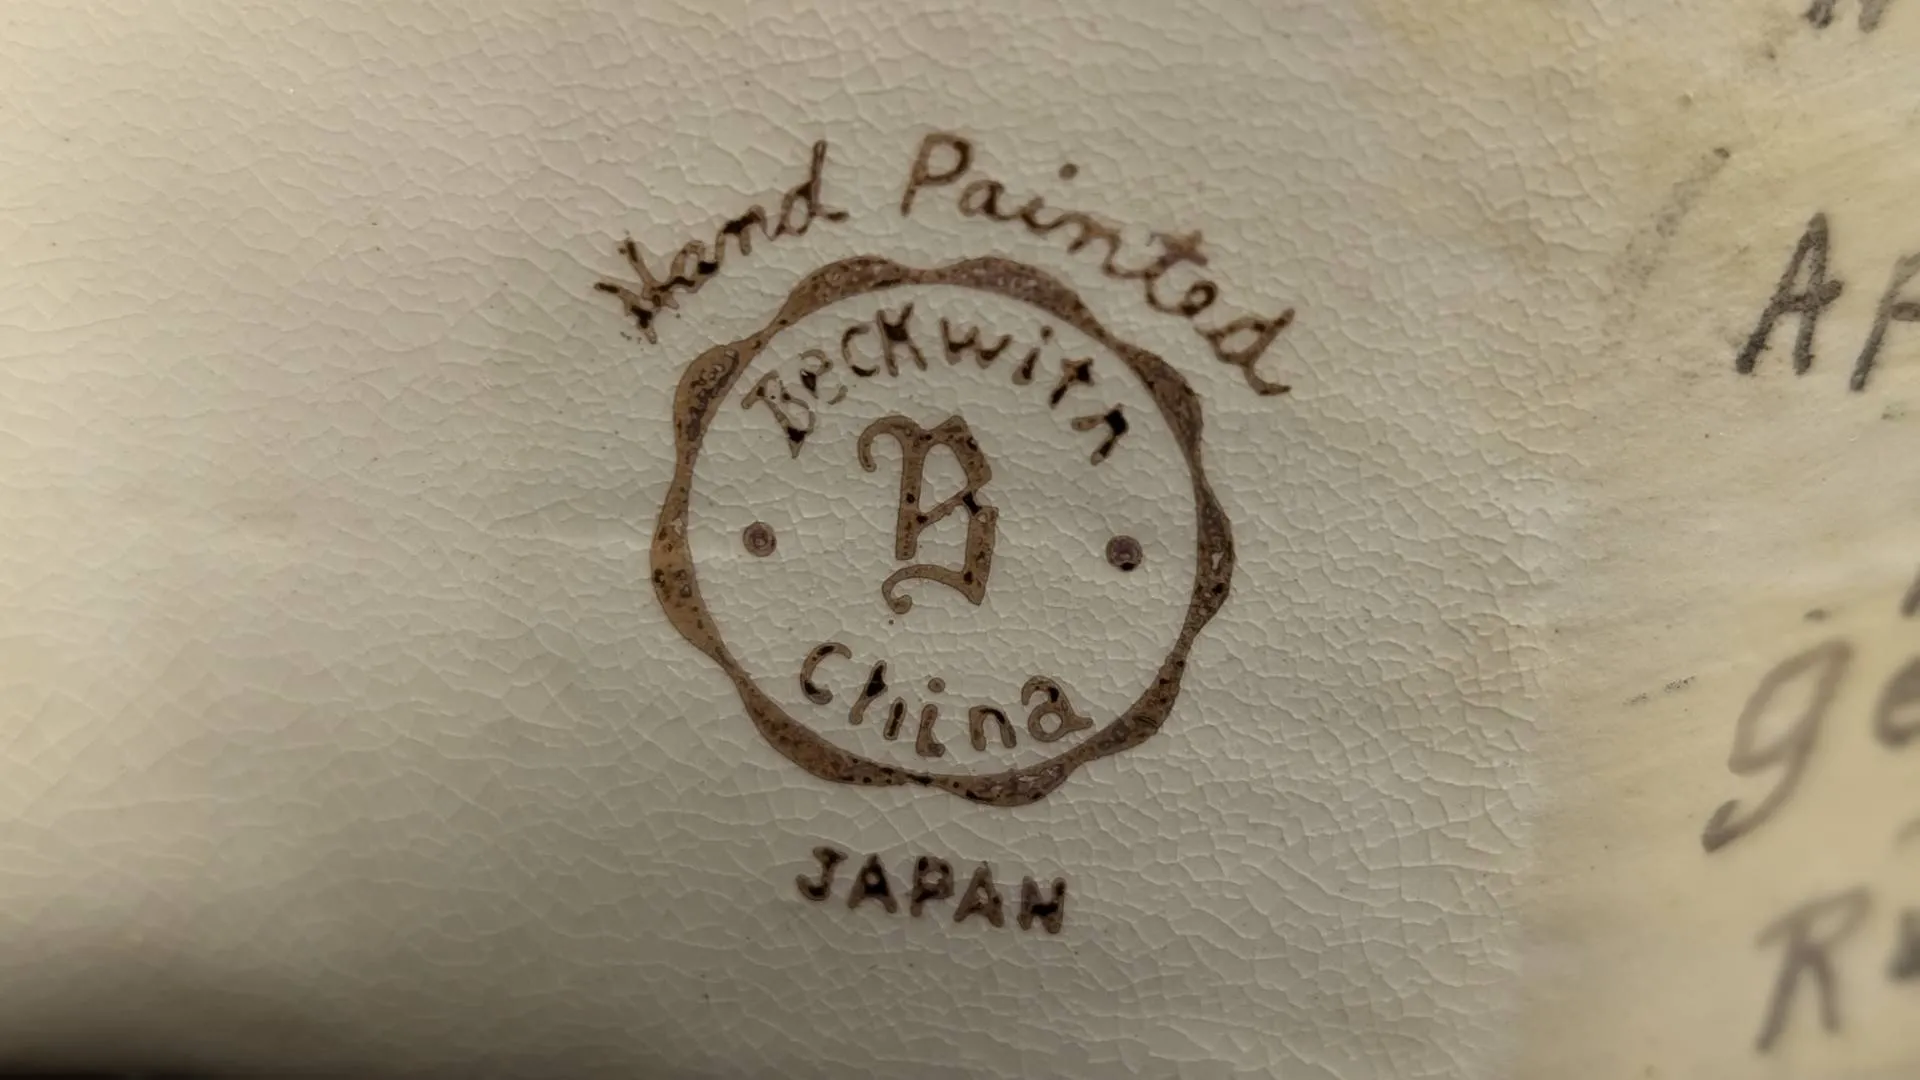 Hand Painted
Beckwith
B
China
JAPAN